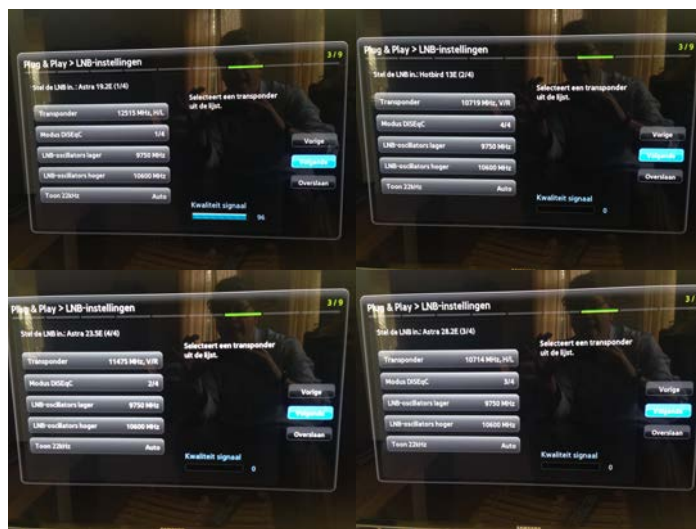 3/9
Plug & Play > LNB-instellingen
Stel de LNB in.: Astra 19.2E (1/4)
Selecteert een transponder
uit de lijst.
Transponder 12515 MHz, H/L
Modus DISEqC 1/4
LNB-oscillators lager 9750 MHz
LNB-oscillators hoger 10600 MHz
Toon 22kHz Auto
Vorige
Volgende
Overslaan
Kwaliteit signaal
96
3/9
Plug & Play > LNB-instellingen
Stel de LNB in.: Hotbird 13E (2/4)
Selecteert een transponder
uit de lijst.
Transponder 10719 MHz, V/R
Modus DISEqC 4/4
LNB-oscillators lager 9750 MHz
LNB-oscillators hoger 10600 MHz
Toon 22kHz Auto
Vorige
Volgende
Overslaan
Kwaliteit signaal
0
3/9
Plug & Play > LNB-instellingen
Stel de LNB in.: Astra 23.5E (4/4)
Selecteert een transponder
uit de lijst.
Transponder 11475 MHz, V/R
Modus DISEqC 2/4
LNB-oscillators lager 9750 MHz
LNB-oscillators hoger 10600 MHz
Toon 22kHz Auto
Vorige
Volgende
Overslaan
Kwaliteit signaal
0
3/
Plug & Play > LNB-instellingen
Stel de LNB in.: Astra 28.2E (3/4)
Selecteert een transponder
uit de lijst.
Transponder 10714 MHz, H/L
Modus DISEqC 3/4
LNB-oscillators lager 9750 MHz
LNB-oscillators hoger 10600 MHz
Toon 22kHz Auto
Vorige
Volgende
Overslaan
Kwaliteit signaal
0